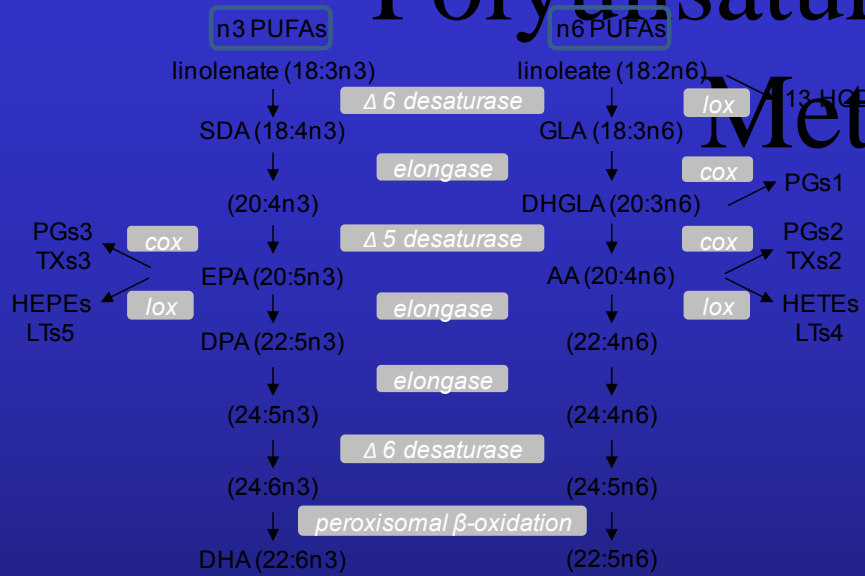 n3 PUFAs
n6 PUFAs
linolenate (18:3n3)
linoleate (18:2n6)
Δ 6 desaturase
lox
SDA (18:4n3)
GLA (18:3n6)
elongase
cox
PGs1
(20:4n3)
DHGLA (20:3n6)
PGs3
TXs3
cox
Δ 5 desaturase
cox
PGs2
TXs2
EPA (20:5n3)
AA (20:4n6)
HEPEs
LTs5
lox
elongase
lox
HETEs
LTs4
DPA (22:5n3)
(22:4n6)
elongase
(24:5n3)
(24:4n6)
Δ 6 desaturase
(24:6n3)
(24:5n6)
peroxisomal β-oxidation
DHA (22:6n3)
(22:5n6)